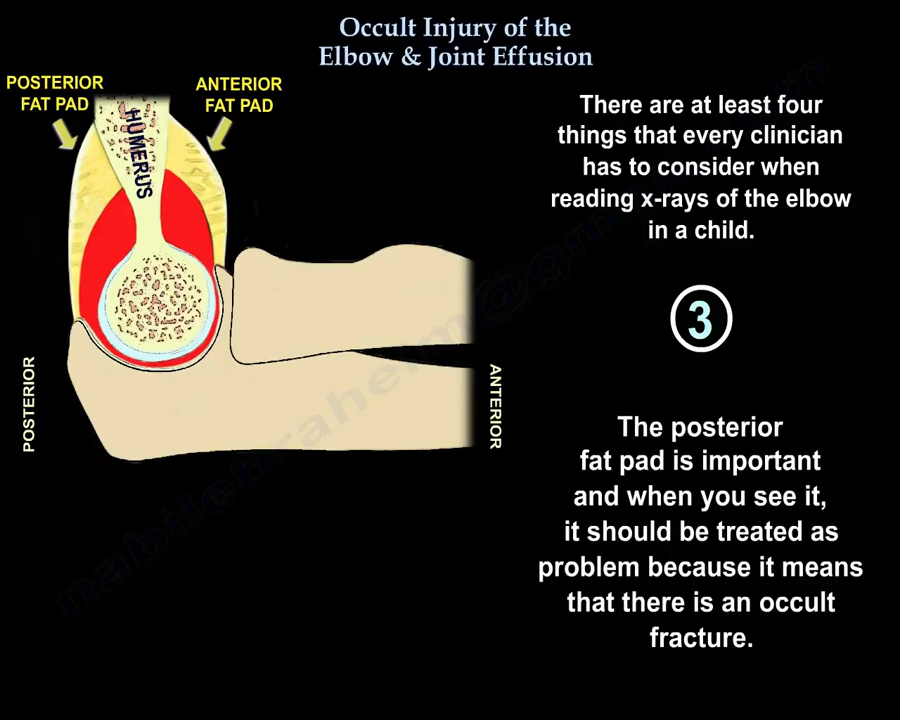 Occult Injury of the
Elbow & Joint Effusion
POSTERIOR
FAT PAD
ANTERIOR
FAT PAD
HUMERUS
POSTERIOR
ANTERIOR
There are at least four
things that every clinician
has to consider when
reading x-rays of the elbow
in a child.
3
The posterior
fat pad is important
and when you see it,
it should be treated as
problem because it means
that there is an occult
fracture.